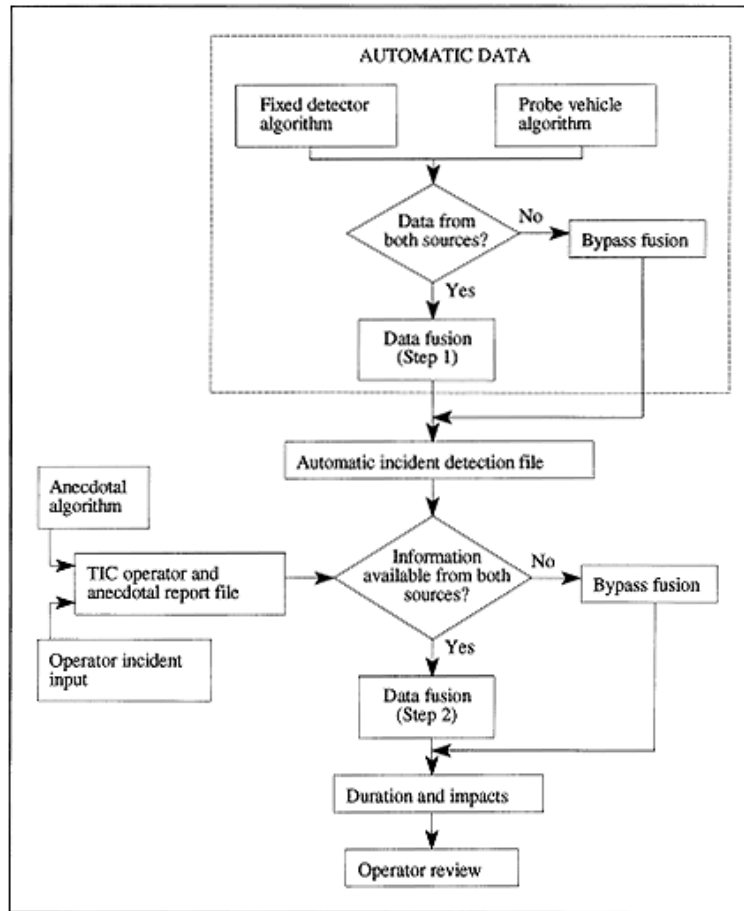 AUTOMATIC DATA
Fixed detector
algorithm
Probe vehicle
algorithm
Data from
both sources?
No
Bypass fusion
Yes
Data fusion
(Step 1)
Automatic incident detection file
Anecdotal
algorithm
TIC operator and
anecdotal report file
Information
available from both
sources?
No
Bypass fusion
Operator incident
input
Yes
Data fusion
(Step 2)
Duration and impacts
Operator review